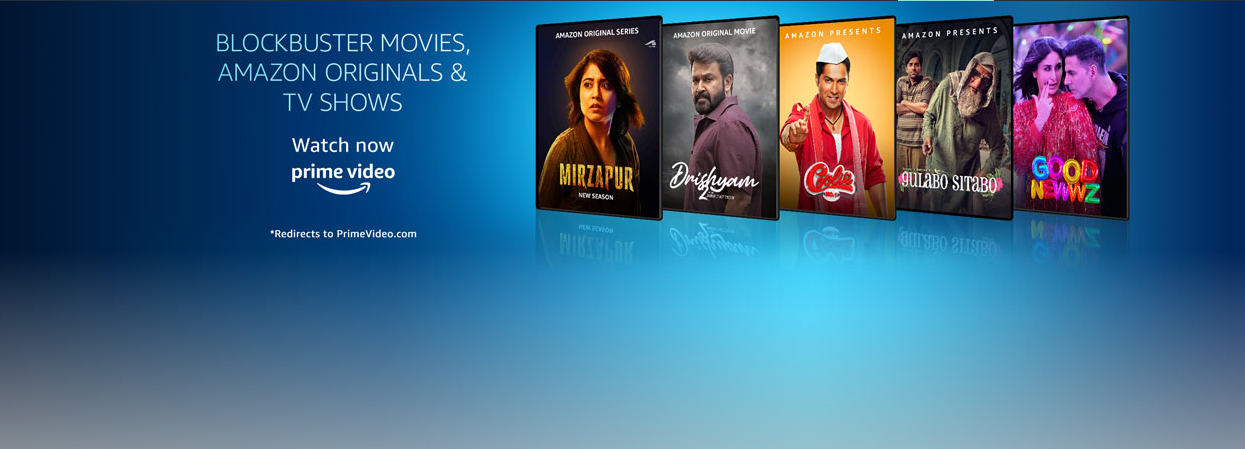 BLOCKBUSTER MOVIES,
AMAZON ORIGINALS &
TV SHOWS
Watch now
prime video
*Redirects to PrimeVideo.com
AMAZON ORIGINAL SERIES
MIRZAPUR
NEW SEASON
AMAZON ORIGINAL MOVIE
Drishyam
2
AMAZON PRESENTS
Coolie
AMAZON PRESENTS
GULABO SITABO
GOOD
NEWWZ